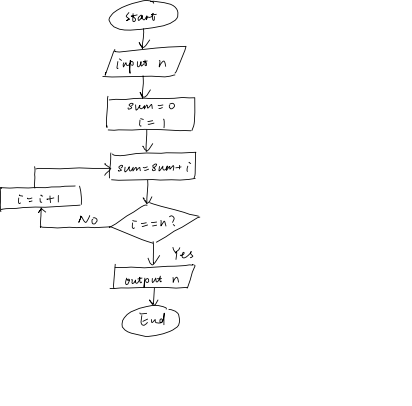 Start
input n
sum = 0
i = 1
sum=sum+i
i = i+1
No
i==n?
Yes
output n
End